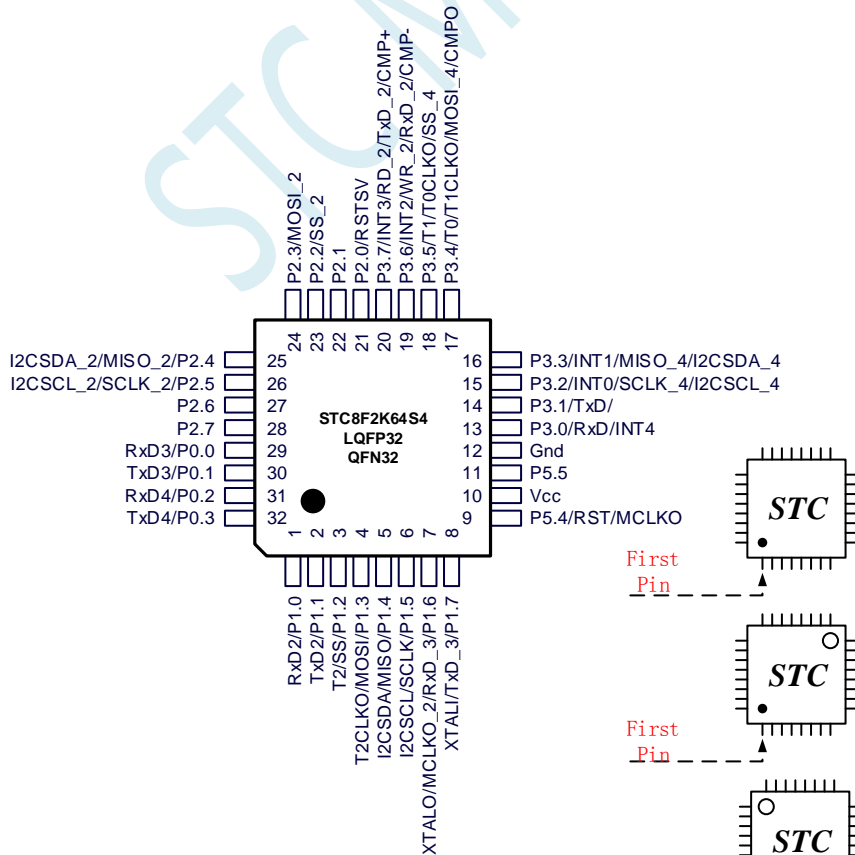 STCM
P2.3/MOSI_2
P2.2/SS_2
P2.1
P2.0/RSTSV
P3.7/INT3/RD_2/TxD_2/CMP+
P3.6/INT2/WR_2/RxD_2/CMP-
P3.5/T1/T0CLKO/SS_4
P3.4/T0/T1CLKO/MOSI_4/CMPO
24 23 22 21 20 19 18 17
I2CSDA_2/MISO_2/P2.4 25
I2CSCL_2/SCLK_2/P2.5 26
P2.6 27
P2.7 28
RxD3/P0.0 29
TxD3/P0.1 30
RxD4/P0.2 31
TxD4/P0.3 32
STC8F2K64S4
LQFP32
QFN32
16 P3.3/INT1/MISO_4/I2CSDA_4
15 P3.2/INT0/SCLK_4/I2CSCL_4
14 P3.1/TxD/
13 P3.0/RxD/INT4
12 Gnd
11 P5.5
10 Vcc
9 P5.4/RST/MCLKO
1 2 3 4 5 6 7 8
RxD2/P1.0
TxD2/P1.1
T2/SS/P1.2
T2CLKO/MOSI/P1.3
I2CSDA/MISO/P1.4
I2CSCL/SCLK/P1.5
XTALO/MCLKO_2/RxD_3/P1.6
XTALI/TxD_3/P1.7
STC
First
Pin
STC
First
Pin
STC